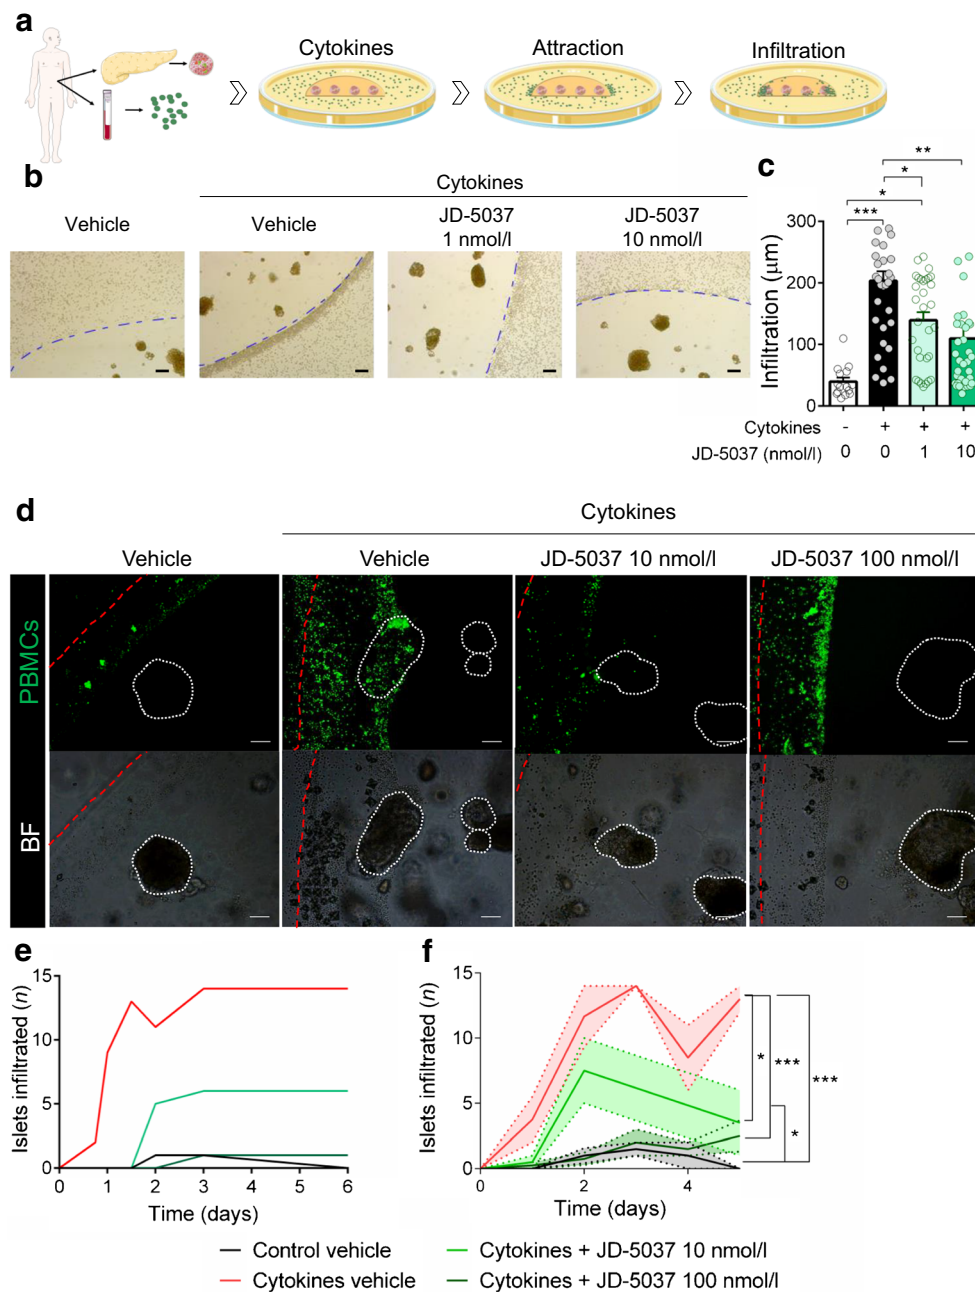 a
Cytokines
Attraction
Infiltration
b
Cytokines
Vehicle
Vehicle
JD-5037
1 nmol/l
JD-5037
10 nmol/l
c
**
*
*
***
300
200
100
0
Infiltration (μm)
Cytokines - + + +
JD-5037 (nmol/l) 0 0 1 10
d
Cytokines
Vehicle
Vehicle
JD-5037 10 nmol/l
JD-5037 100 nmol/l
PBMCs
BF
e
Islets infiltrated (n)
15
10
5
0
0 1 2 3 4 5 6
Time (days)
f
Islets infiltrated (n)
15
10
5
0
0 2 4
Time (days)
*
***
***
*
Control vehicle
Cytokines vehicle
Cytokines + JD-5037 10 nmol/l
Cytokines + JD-5037 100 nmol/l